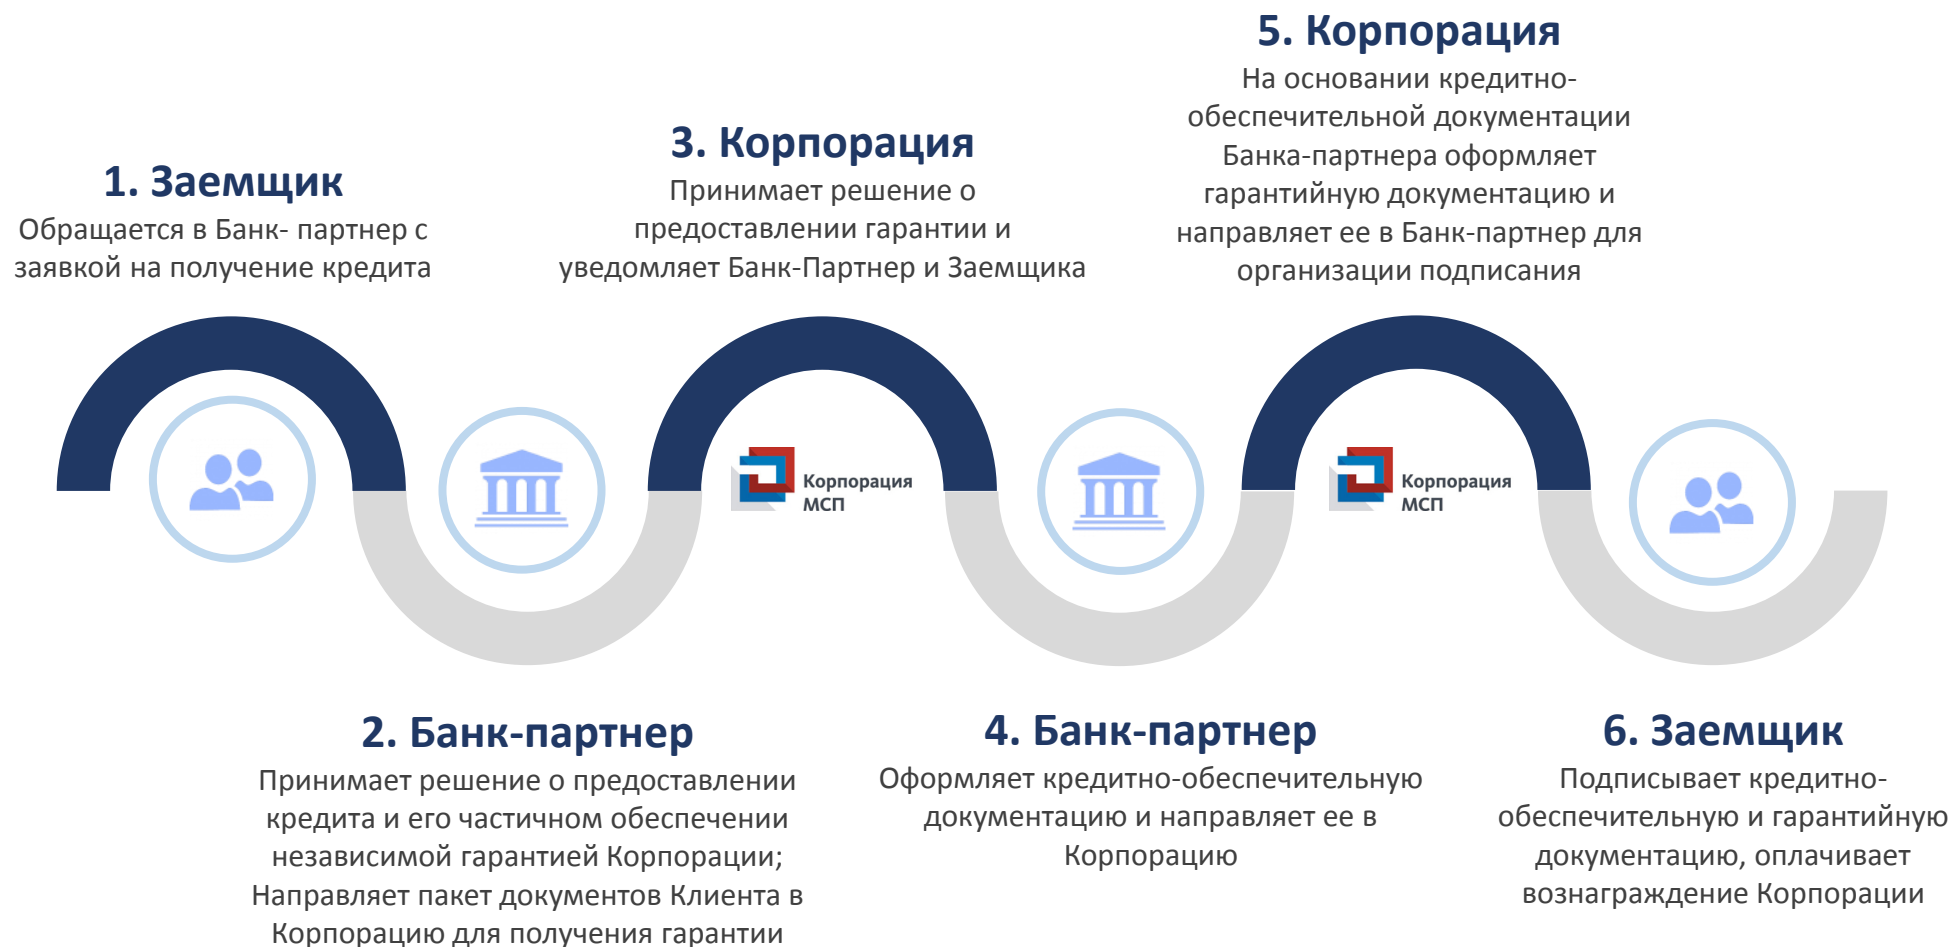 1. Заемщик
Обращается в Банк- партнер с
заявкой на получение кредита
2. Банк-партнер
Принимает решение о предоставлении
кредита и его частичном обеспечении
независимой гарантией Корпорации;
Направляет пакет документов Клиента в
Корпорацию для получения гарантии
3. Корпорация
Принимает решение о
предоставлении гарантии и
уведомляет Банк-Партнер и Заемщика
Корпорация
МСП
4. Банк-партнер
Оформляет кредитно-обеспечительную
документацию и направляет ее в
Корпорацию
5. Корпорация
На основании кредитно-
обеспечительной документации
Банка-партнера оформляет
гарантийную документацию и
направляет ее в Банк-партнер для
организации подписания
Корпорация
МСП
6. Заемщик
Подписывает кредитно-
обеспечительную и гарантийную
документацию, оплачивает
вознаграждение Корпорации